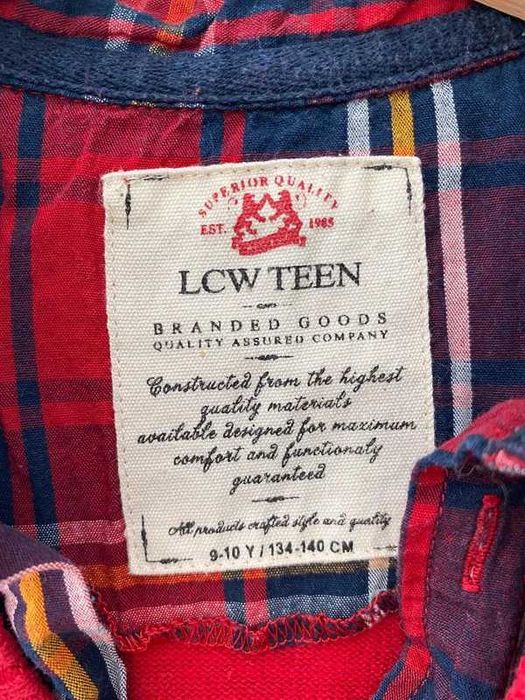 SUPERIOR QUALITY
EST. 1985
LCW TEEN
BRANDED GOODS
QUALITY ASSURED COMPANY
Constructed from the highest
quality materials
available designed for maximum
comfort and functionaly
guaranteed
All products crafted style and quality
9-10 Y / 134-140 CM